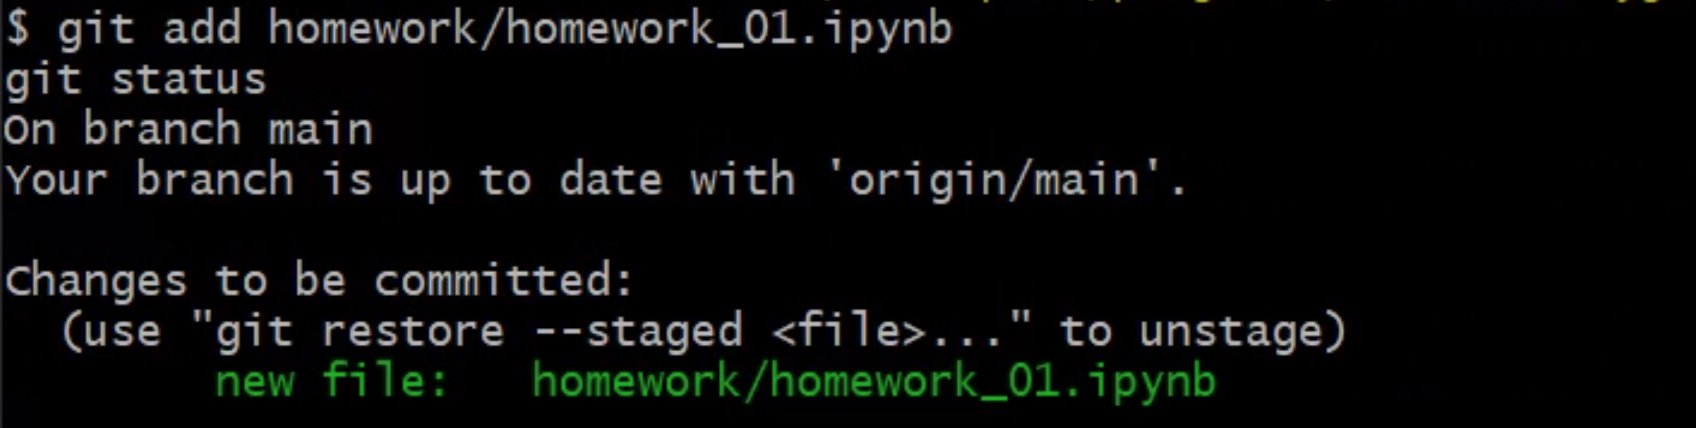 $ git add homework/homework_01.ipynb
git status
On branch main
Your branch is up to date with 'origin/main'.

Changes to be committed:
  (use "git restore --staged <file>..." to unstage)
        new file:   homework/homework_01.ipynb